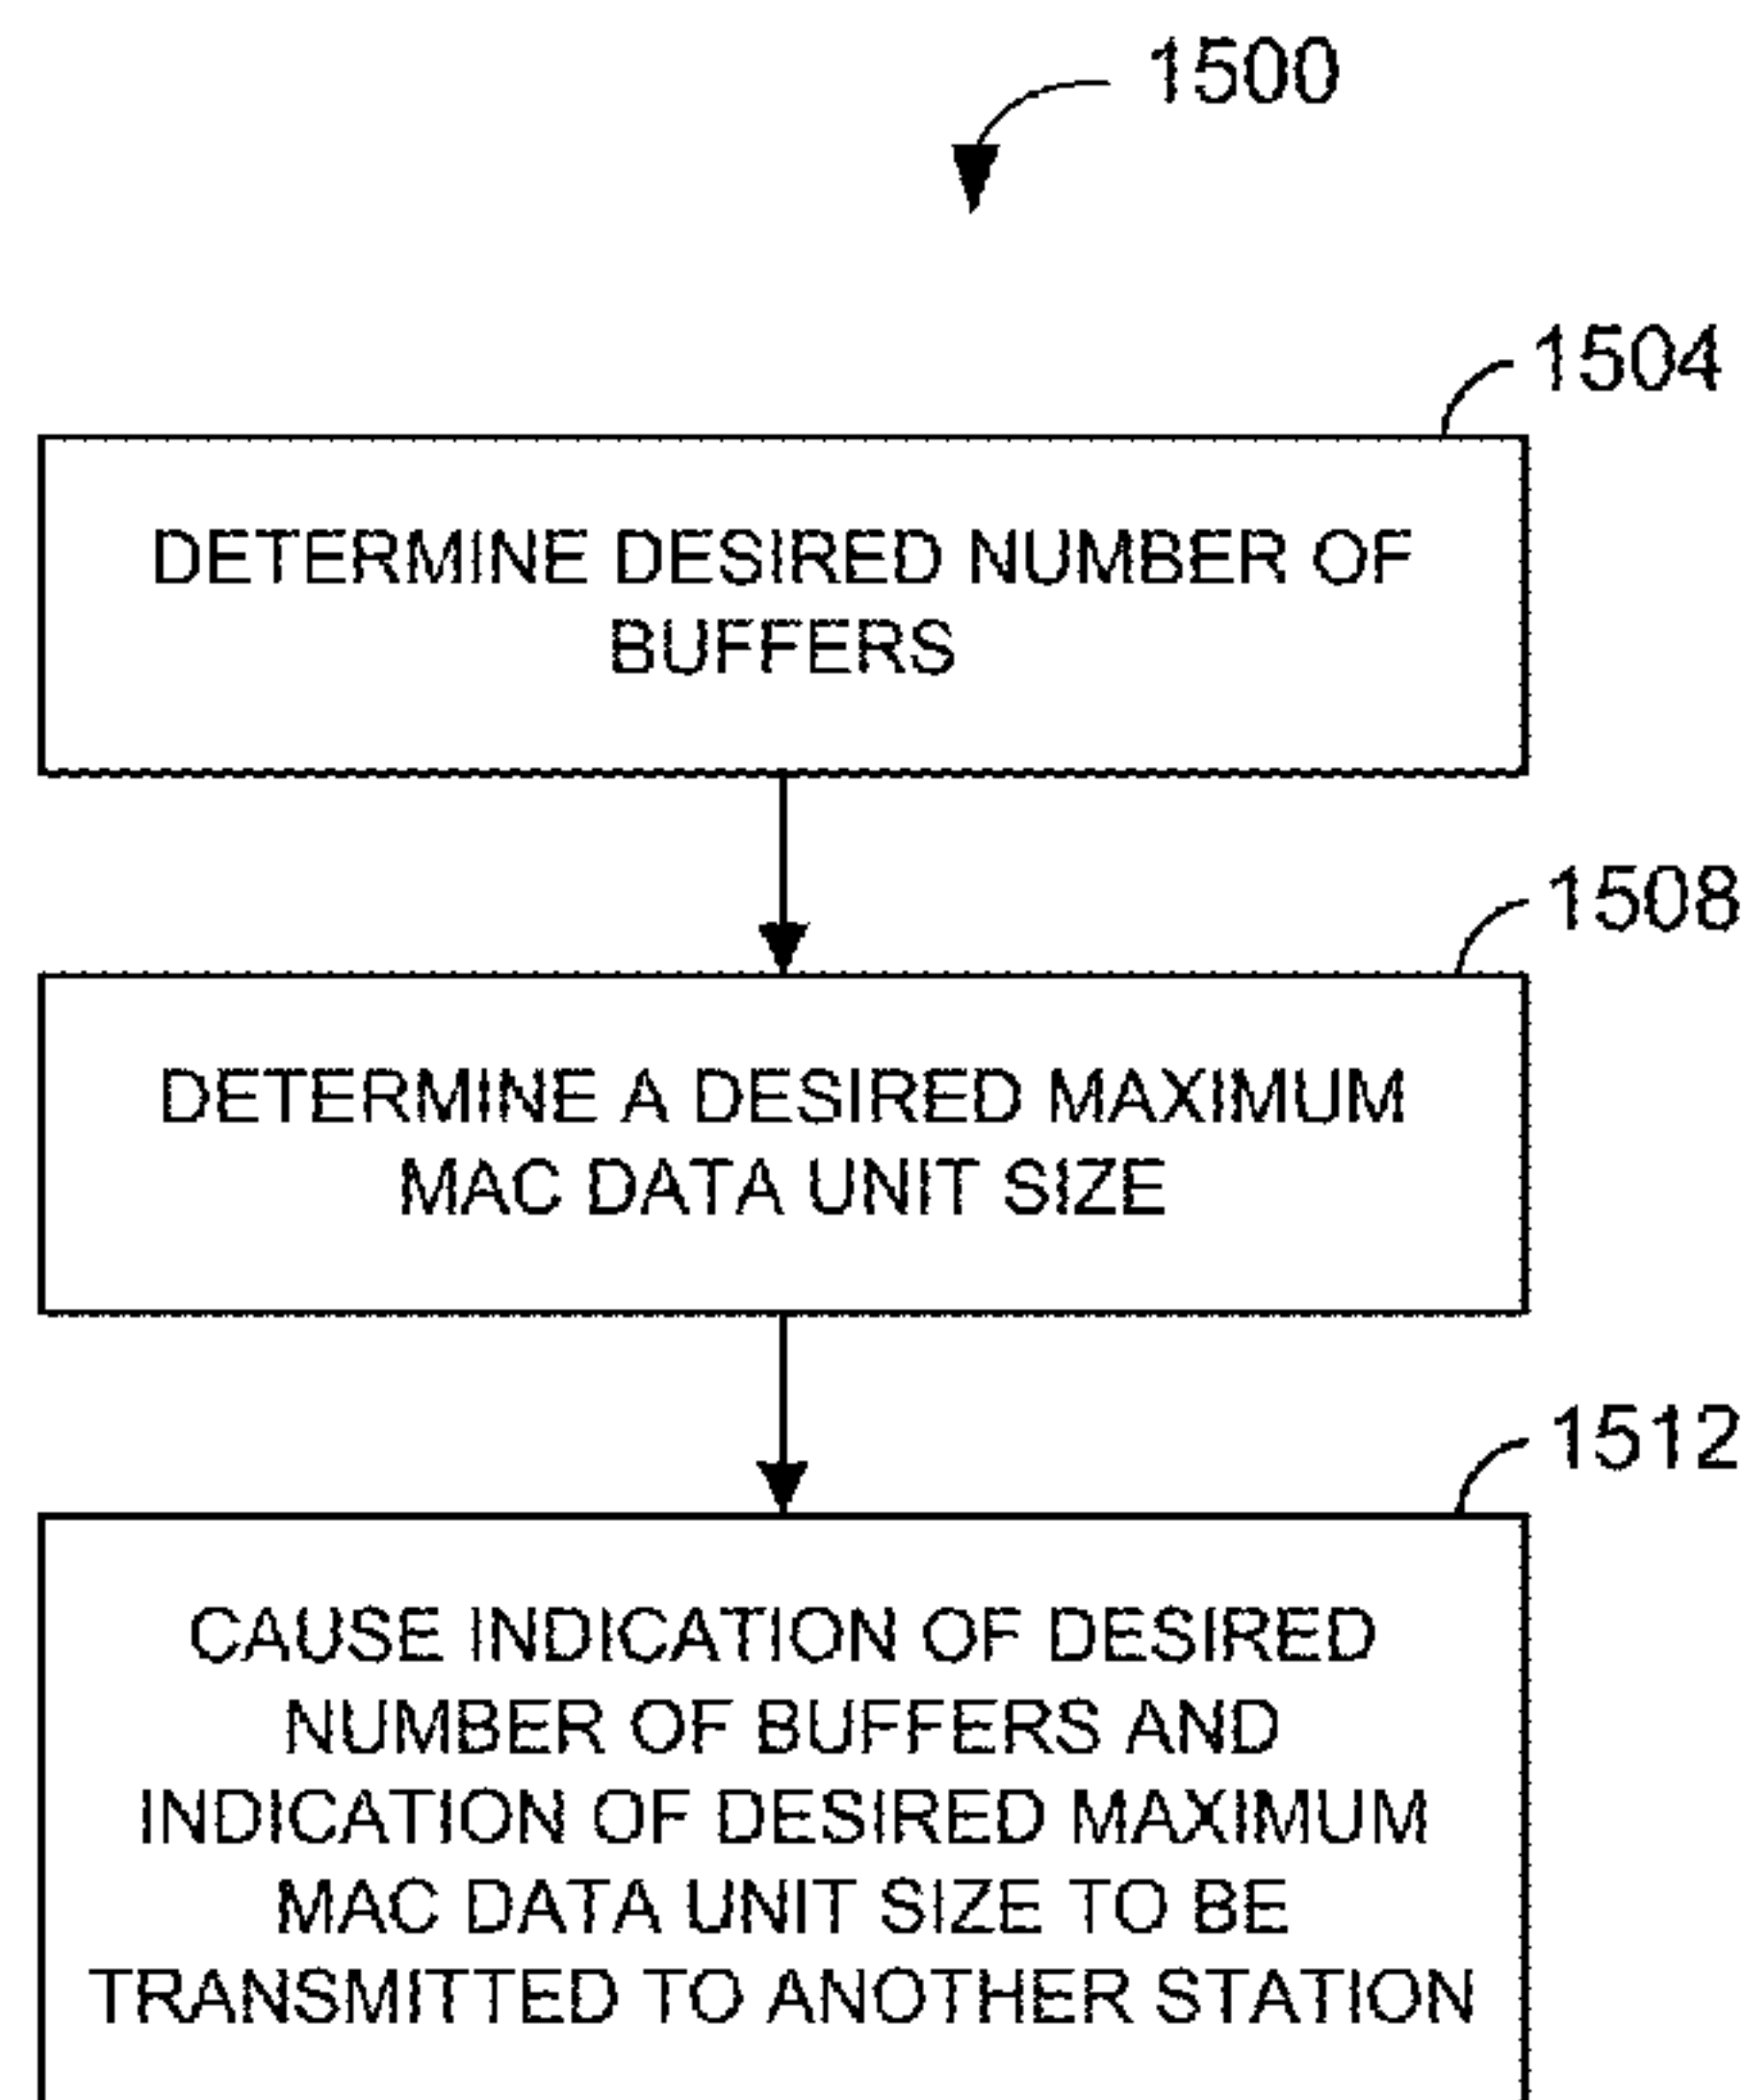 1500
1504
DETERMINE DESIRED NUMBER OF
BUFFERS
1508
DETERMINE A DESIRED MAXIMUM
MAC DATA UNIT SIZE
1512
CAUSE INDICATION OF DESIRED
NUMBER OF BUFFERS AND
INDICATION OF DESIRED MAXIMUM
MAC DATA UNIT SIZE TO BE
TRANSMITTED TO ANOTHER STATION